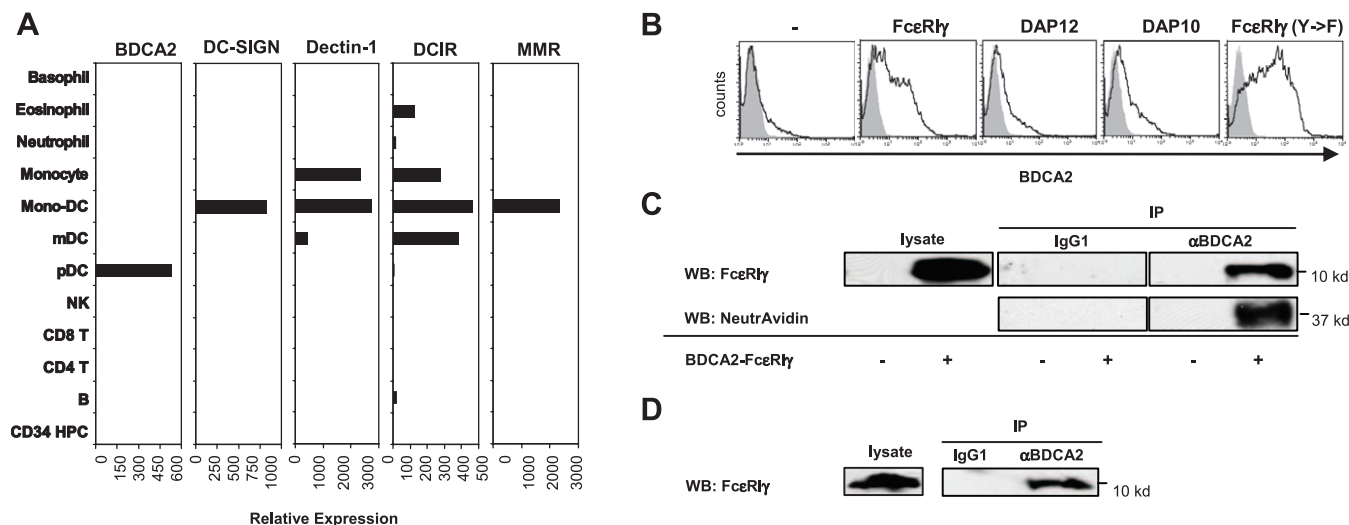 A
BDCA2 DC-SIGN Dectin-1 DCIR MMR
Basophil
Eosinophil
Neutrophil
Monocyte
Mono-DC
mDC
pDC
NK
CD8 T
CD4 T
B
CD34 HPC
0 150 300 450 600 0 250 500 750 1000 0 1000 2000 3000 0 100 200 300 400 500 0 1000 2000 3000
Relative Expression
B
- FcεRIγ DAP12 DAP10 FcεRIγ (Y->F)
counts
BDCA2
C
IP
lysate IgG1 αBDCA2
WB: FcεRIγ 10 kd
WB: NeutrAvidin 37 kd
BDCA2-FcεRIγ - + - + - +
D
IP
lysate IgG1 αBDCA2
WB: FcεRIγ 10 kd